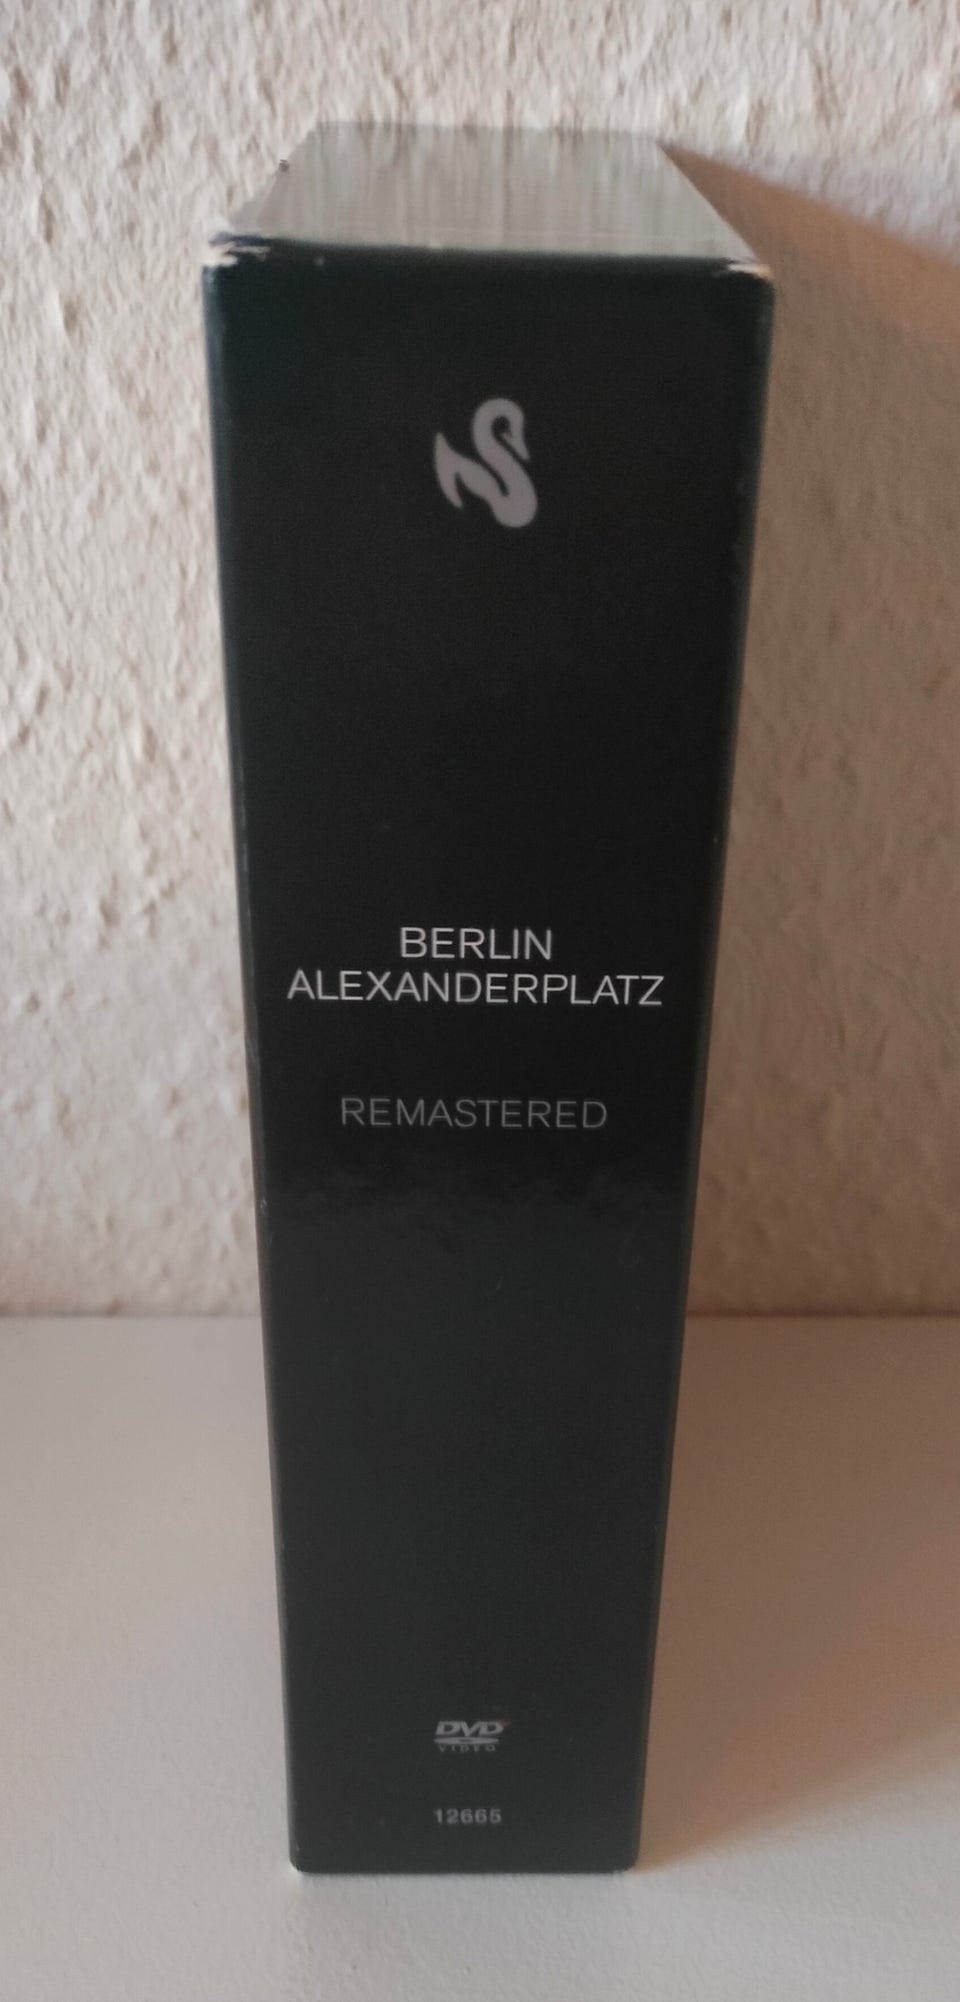 BERLIN
ALEXANDERPLATZ
REMASTERED
DVD
VIDEO
12665